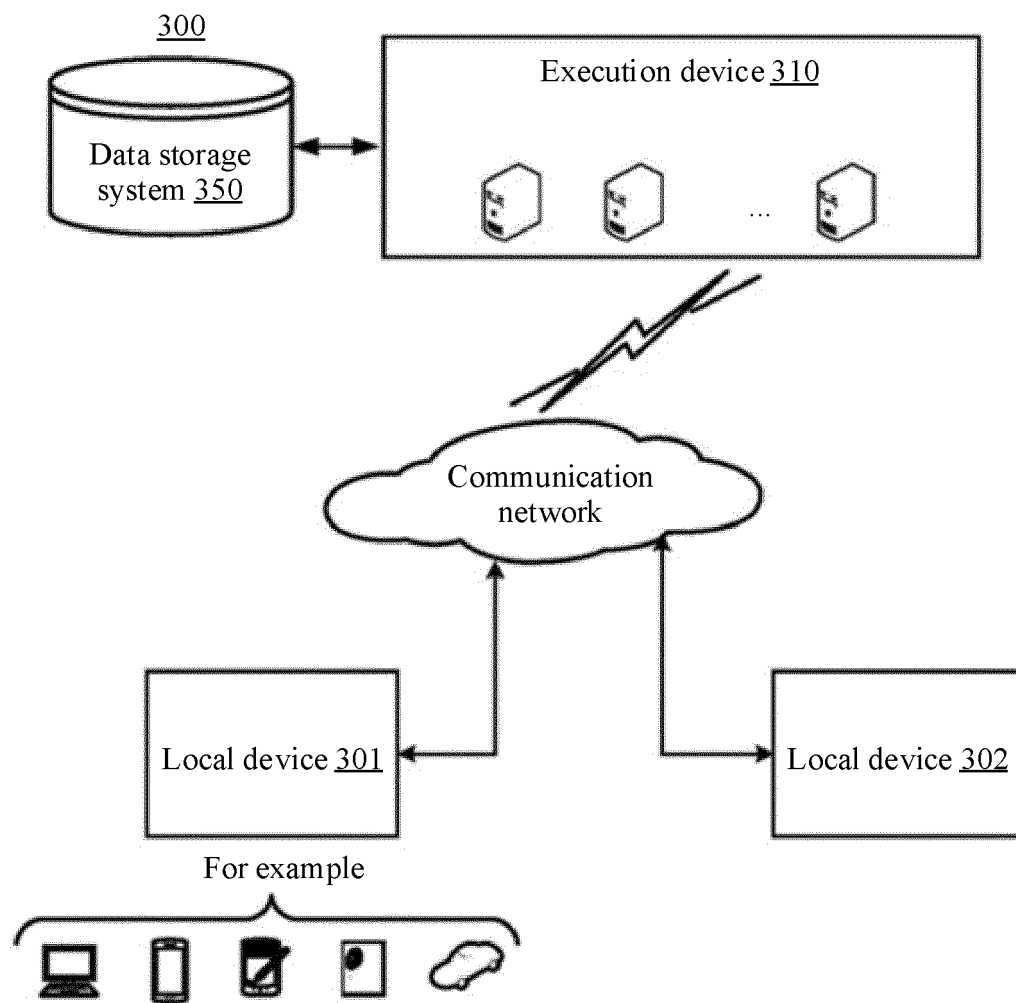 300
Execution device 310
Data storage
system 350
...
Communication
network
Local device 301
Local device 302
For example